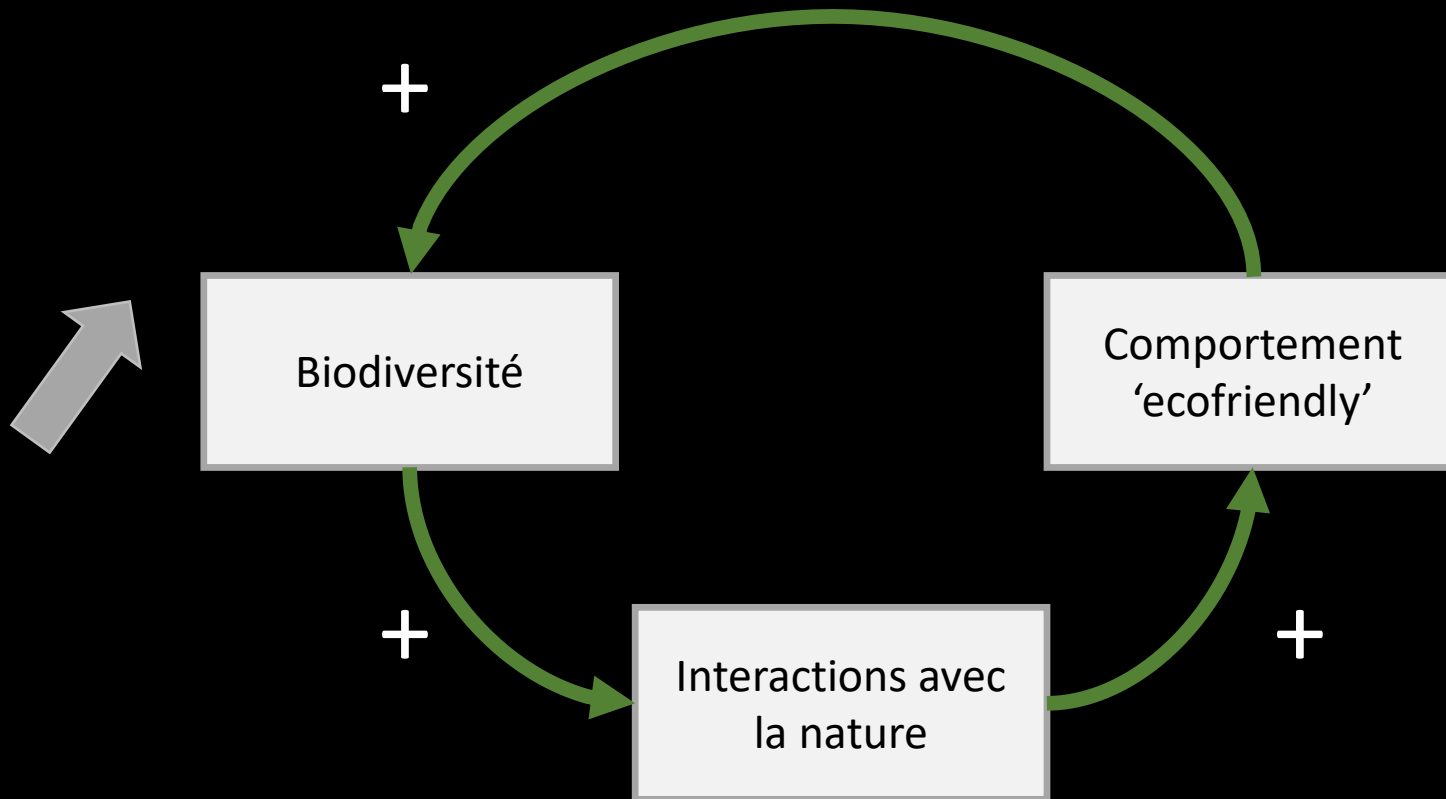 +
Biodiversité
Comportement
‘ecofriendly’
+
+
Interactions avec
la nature